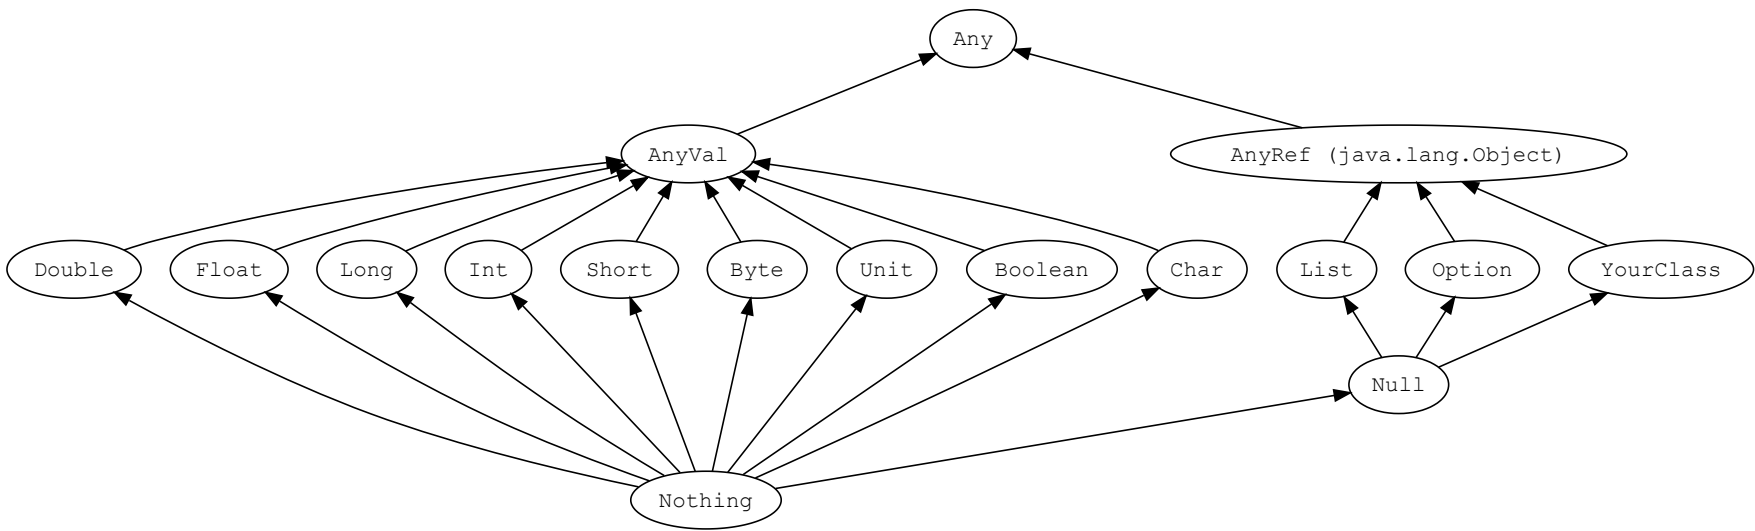 Any
AnyVal
AnyRef (java.lang.Object)
Double
Float
Long
Int
Short
Byte
Unit
Boolean
Char
List
Option
YourClass
Null
Nothing